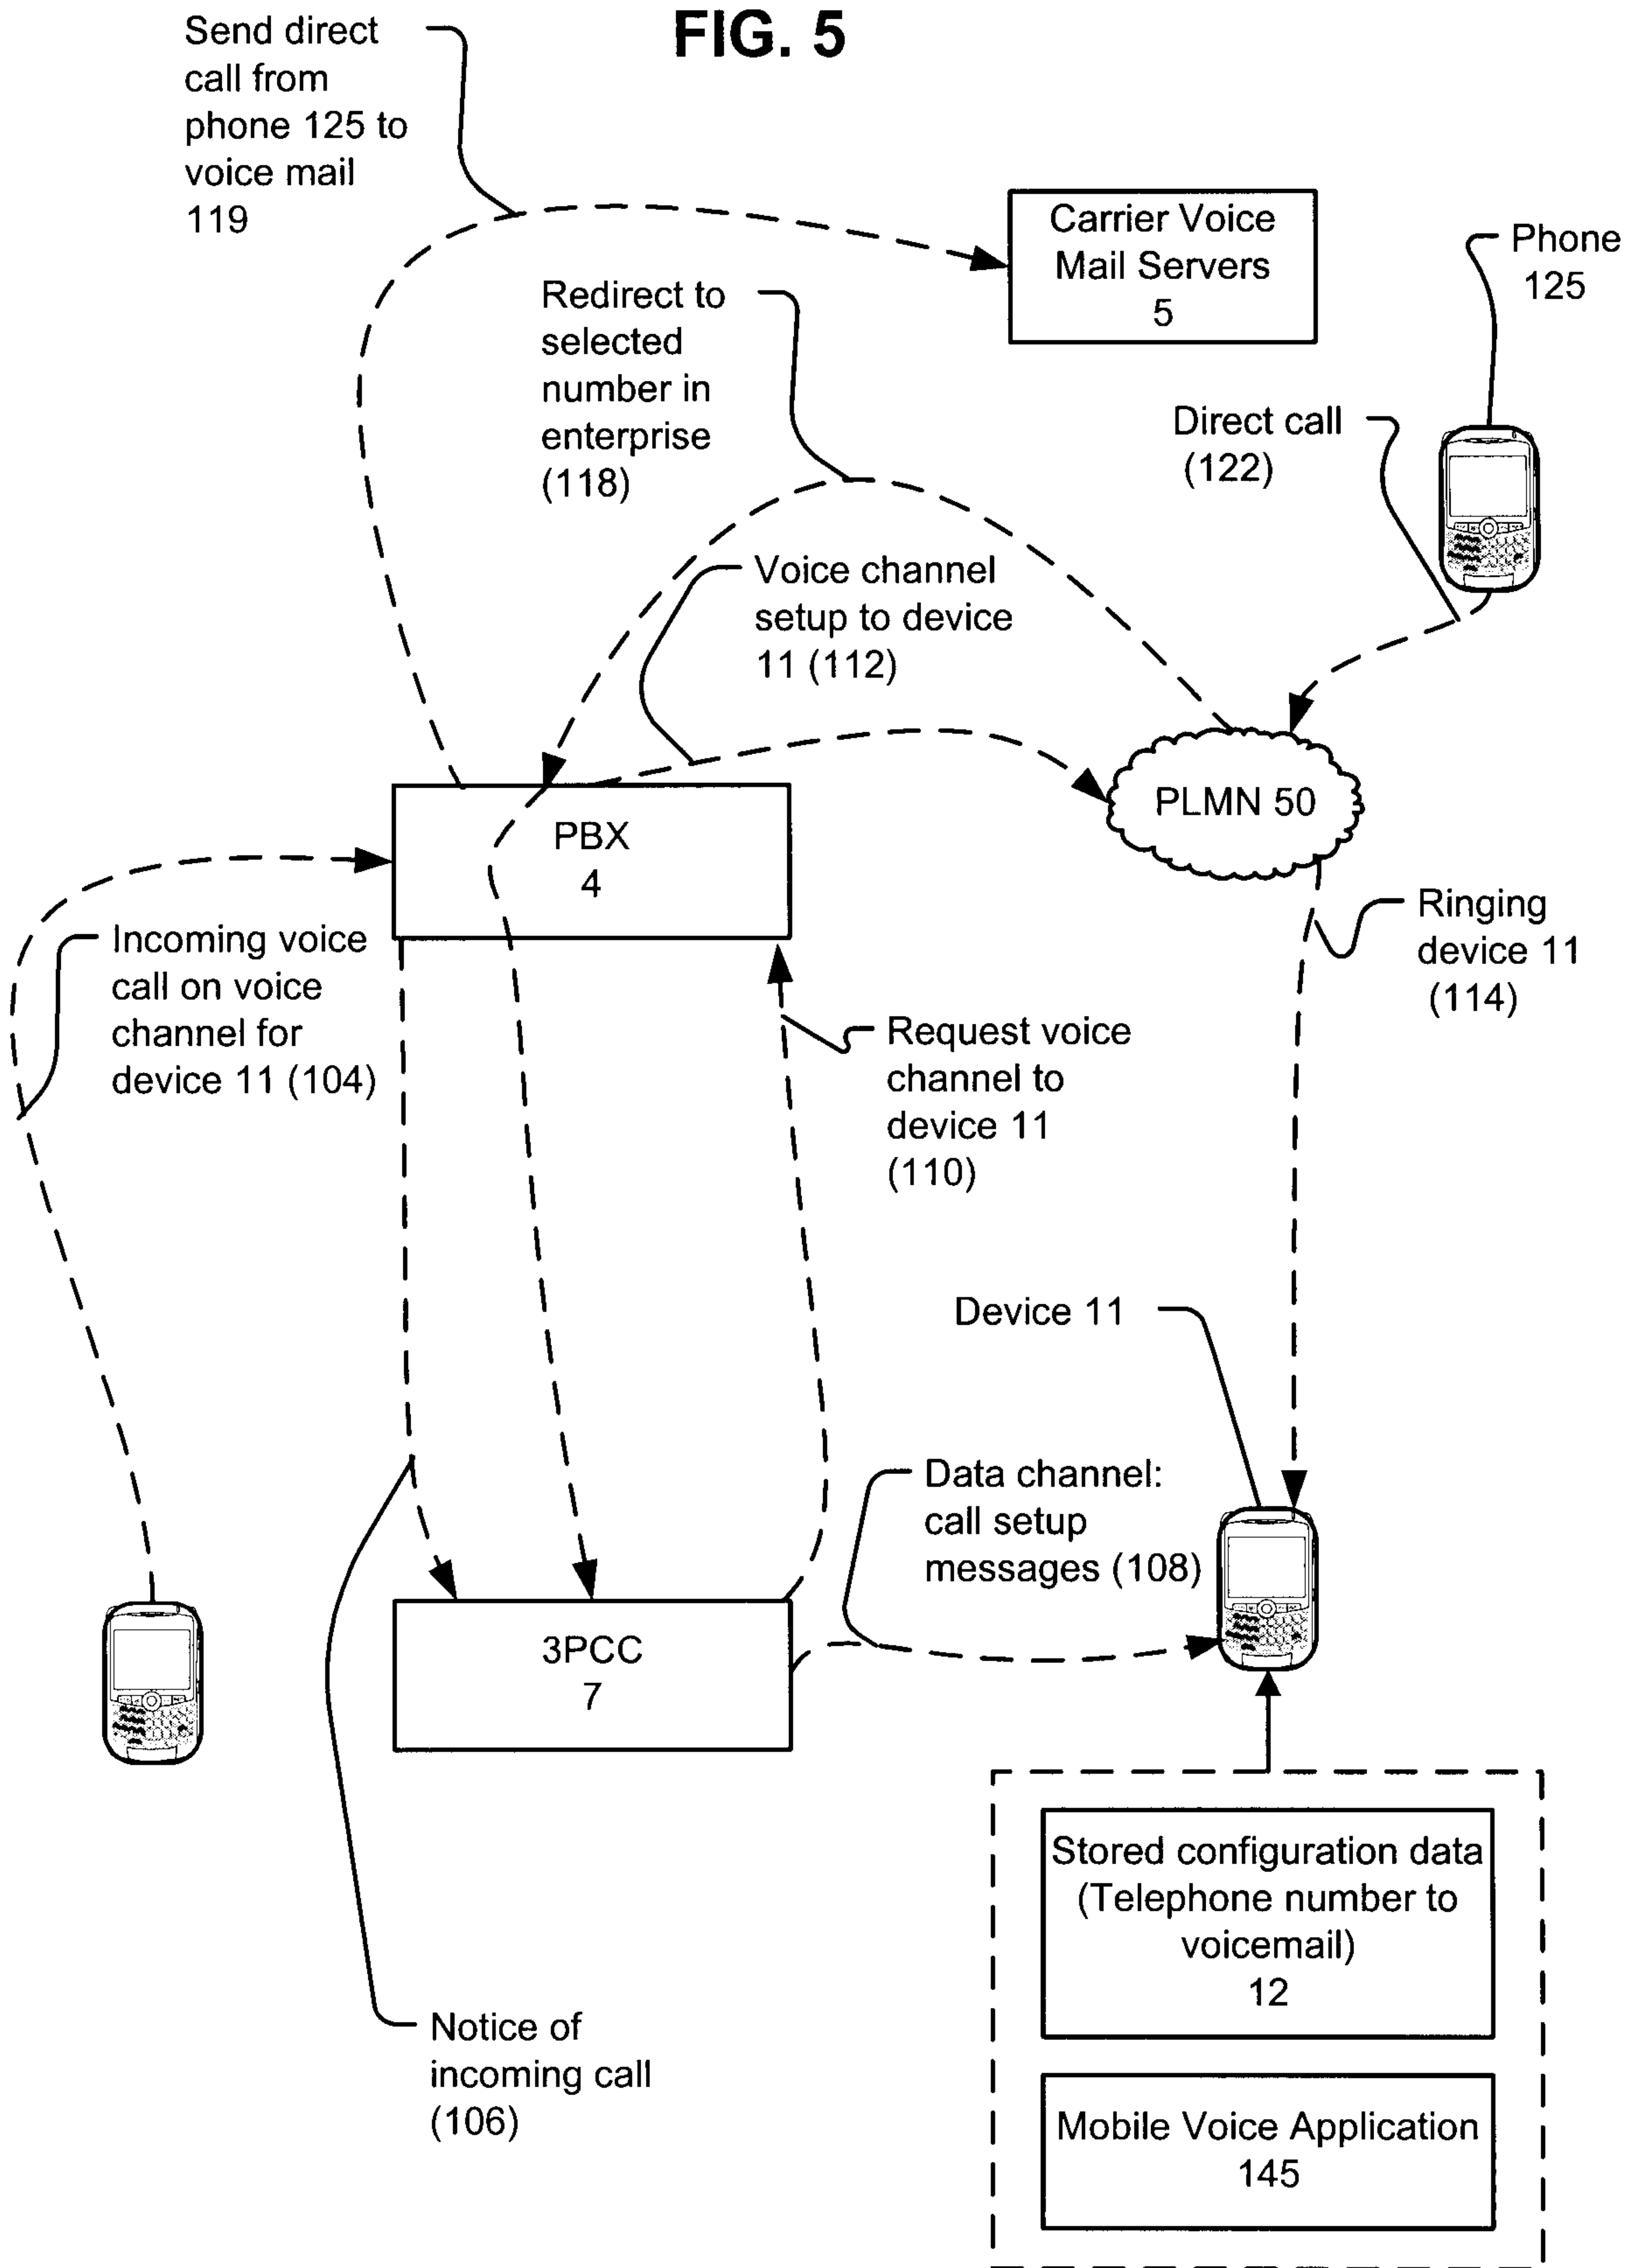 FIG. 5
Send direct
call from
phone 125 to
voice mail
119
Carrier Voice
Mail Servers
5
Phone
125
Redirect to
selected
number in
enterprise
(118)
Direct call
(122)
Voice channel
setup to device
11 (112)
PLMN 50
PBX
4
Ringing
device 11
(114)
Incoming voice
call on voice
channel for
device 11 (104)
Request voice
channel to
device 11
(110)
Device 11
Data channel:
call setup
messages (108)
3PCC
7
Stored configuration data
(Telephone number to
voicemail)
12
Notice of
incoming call
(106)
Mobile Voice Application
145